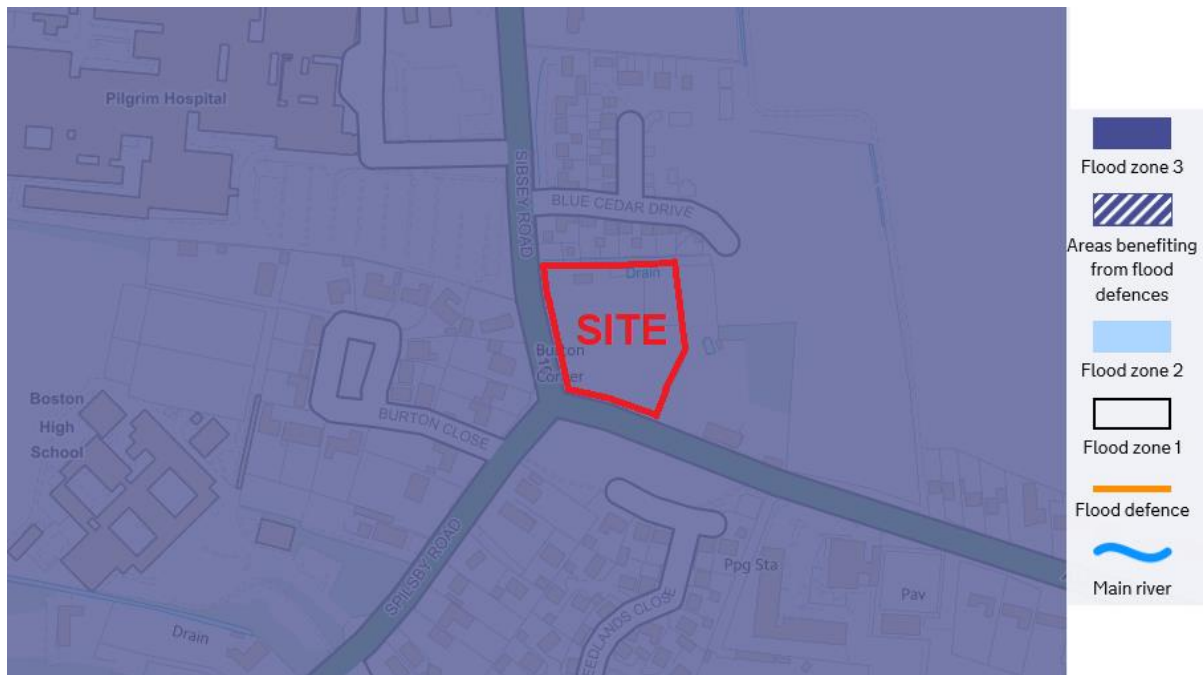 Pilgrim Hospital
SIBSEY ROAD
BLUE CEDAR DRIVE
Drain
SITE
Burton
Corner
Boston
High
School
BURTON CLOSE
SPILSBY ROAD
Drain
EEDLANDS CLOSE
Ppg Sta
Pav
Flood zone 3
Areas benefiting
from flood
defences
Flood zone 2
Flood zone 1
Flood defence
Main river